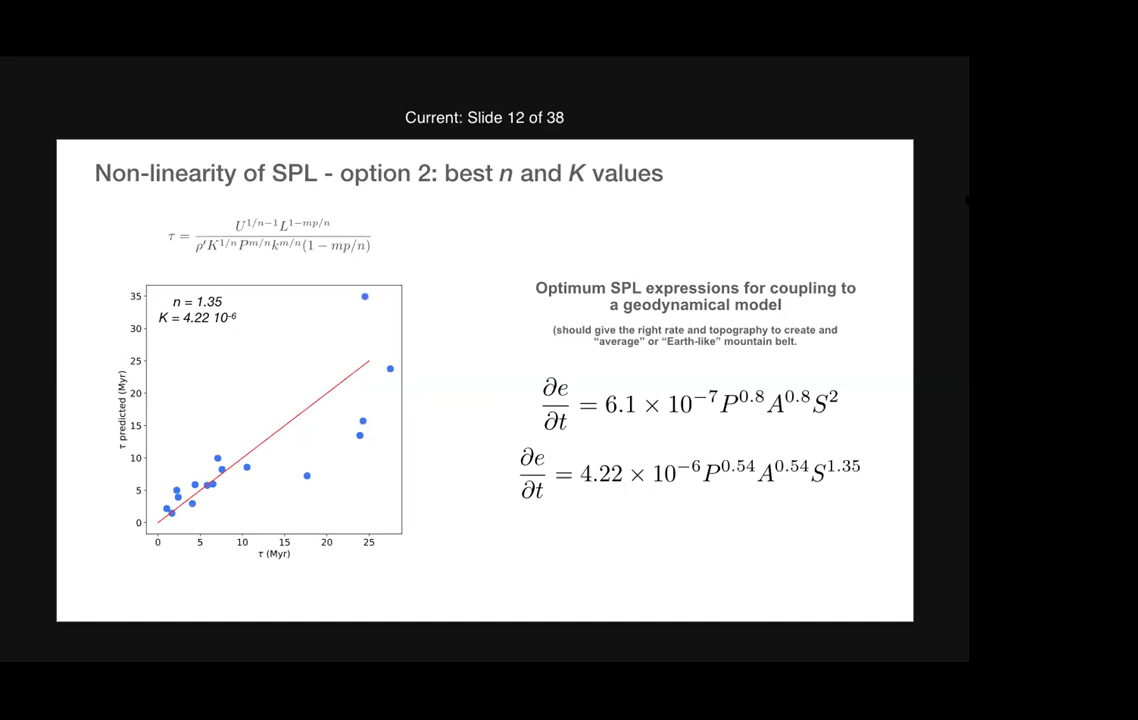 Current: Slide 12 of 38
Non-linearity of SPL - option 2: best n and K values
τ = U^{1/n−1}L^{1−mp/n} / ρ′K^{1/n}P^{m/n}k^{m/n}(1 − mp/n)
n = 1.35
K = 4.22 10^{-6}
35
30
25
20
15
10
5
0
τ predicted (Myr)
0 5 10 15 20 25
τ (Myr)
Optimum SPL expressions for coupling to
a geodynamical model
(should give the right rate and topography to create and
“average” or “Earth-like” mountain belt.
∂e/∂t = 6.1 × 10^{−7}P^{0.8}A^{0.8}S^{2}
∂e/∂t = 4.22 × 10^{−6}P^{0.54}A^{0.54}S^{1.35}